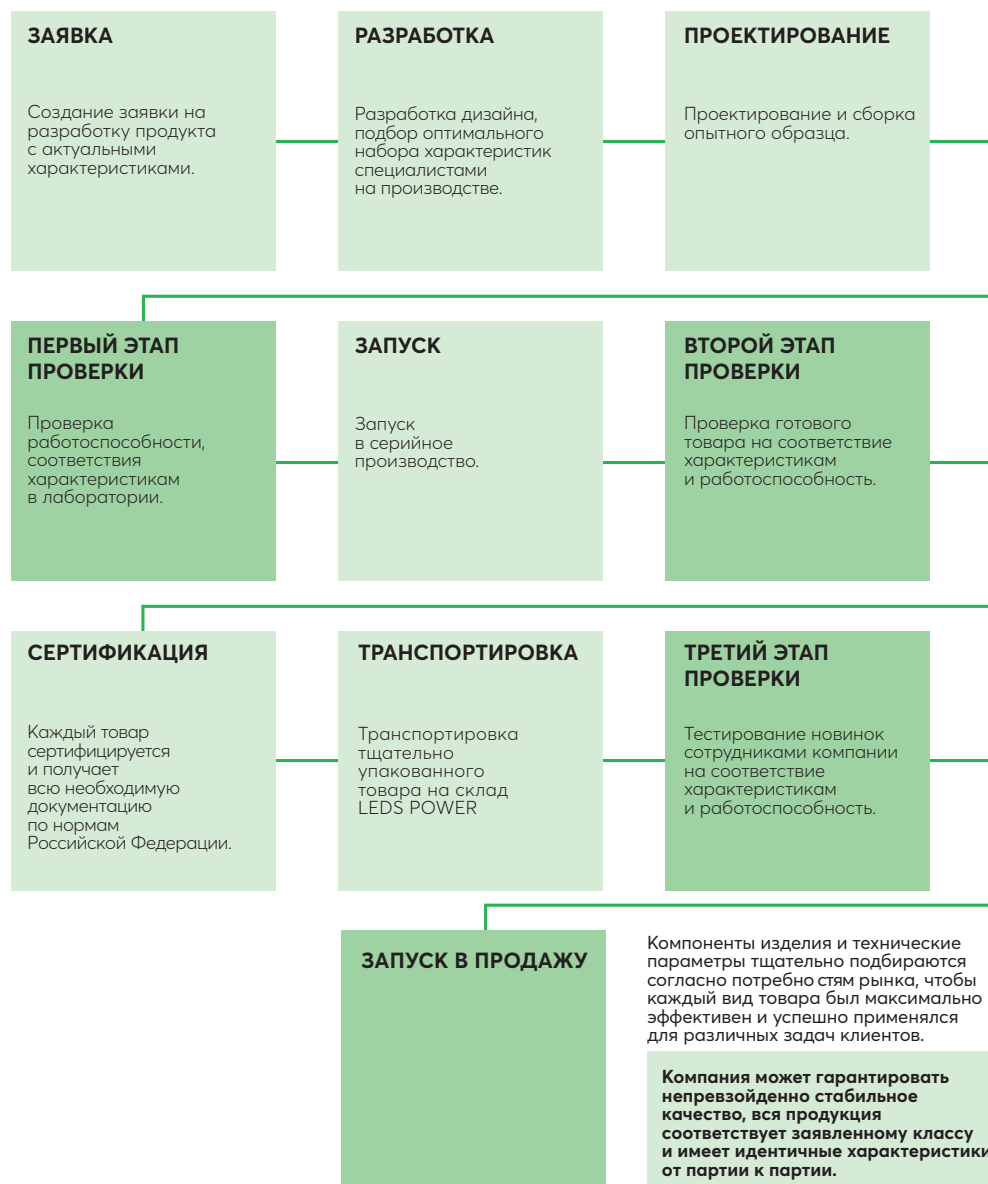 ЗАЯВКА
Создание заявки на
разработку продукта
с актуальными
характеристиками.
РАЗРАБОТКА
Разработка дизайна,
подбор оптимального
набора характеристик
специалистами
на производстве.
ПРОЕКТИРОВАНИЕ
Проектирование и сборка
опытного образца.
ПЕРВЫЙ ЭТАП
ПРОВЕРКИ
Проверка
работоспособности,
соответствия
характеристикам
в лаборатории.
ЗАПУСК
Запуск
в серийное
производство.
ВТОРОЙ ЭТАП
ПРОВЕРКИ
Проверка готового
товара на соответствие
характеристикам
и работоспособность.
СЕРТИФИКАЦИЯ
Каждый товар
сертифицируется
и получает
всю необходимую
документацию
по нормам
Российской Федерации.
ТРАНСПОРТИРОВКА
Транспортировка
тщательно
упакованного
товара на склад
LEDS POWER
ТРЕТИЙ ЭТАП
ПРОВЕРКИ
Тестирование новинок
сотрудниками компании
на соответствие
характеристикам
и работоспособность.
ЗАПУСК В ПРОДАЖУ
Компоненты изделия и технические
параметры тщательно подбираются
согласно потребно стям рынка, чтобы
каждый вид товара был максимально
эффективен и успешно применялся
для различных задач клиентов.
Компания может гарантировать
непревзойденно стабильное
качество, вся продукция
соответствует заявленному классу
и имеет идентичные характеристики
от партии к партии.